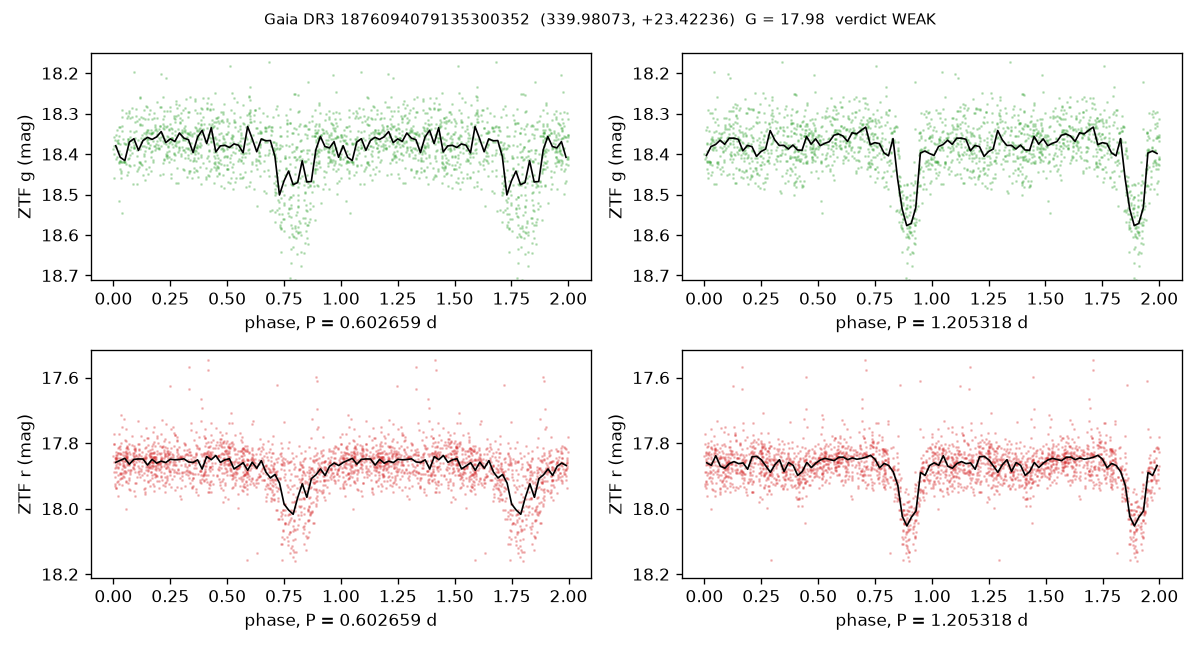 Gaia DR3 1876094079135300352 (339.98073, +23.42236) G = 17.98 verdict WEAK
ZTF g (mag)
18.2
18.3
18.4
18.5
18.6
18.7
0.00 0.25 0.50 0.75 1.00 1.25 1.50 1.75 2.00
phase, P = 0.602659 d
ZTF g (mag)
18.2
18.3
18.4
18.5
18.6
18.7
0.00 0.25 0.50 0.75 1.00 1.25 1.50 1.75 2.00
phase, P = 1.205318 d
ZTF r (mag)
17.6
17.8
18.0
18.2
0.00 0.25 0.50 0.75 1.00 1.25 1.50 1.75 2.00
phase, P = 0.602659 d
ZTF r (mag)
17.6
17.8
18.0
18.2
0.00 0.25 0.50 0.75 1.00 1.25 1.50 1.75 2.00
phase, P = 1.205318 d